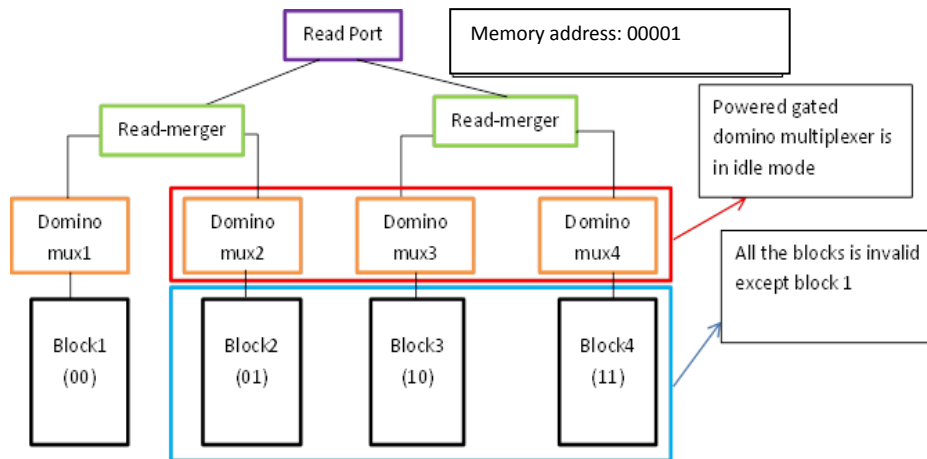 Read Port
Memory address: 00001
Read-merger
Read-merger
Powered gated
domino multiplexer is
in idle mode
Domino
mux1
Domino
mux2
Domino
mux3
Domino
mux4
All the blocks is invalid
except block 1
Block1
(00)
Block2
(01)
Block3
(10)
Block4
(11)